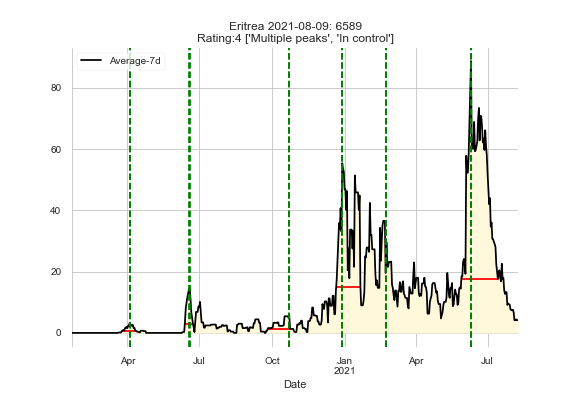 Eritrea 2021-08-09: 6589
Rating:4 ['Multiple peaks', 'In control']
Average-7d
80
60
40
20
0
Apr
Jul
Oct
Jan
2021
Apr
Jul
Date